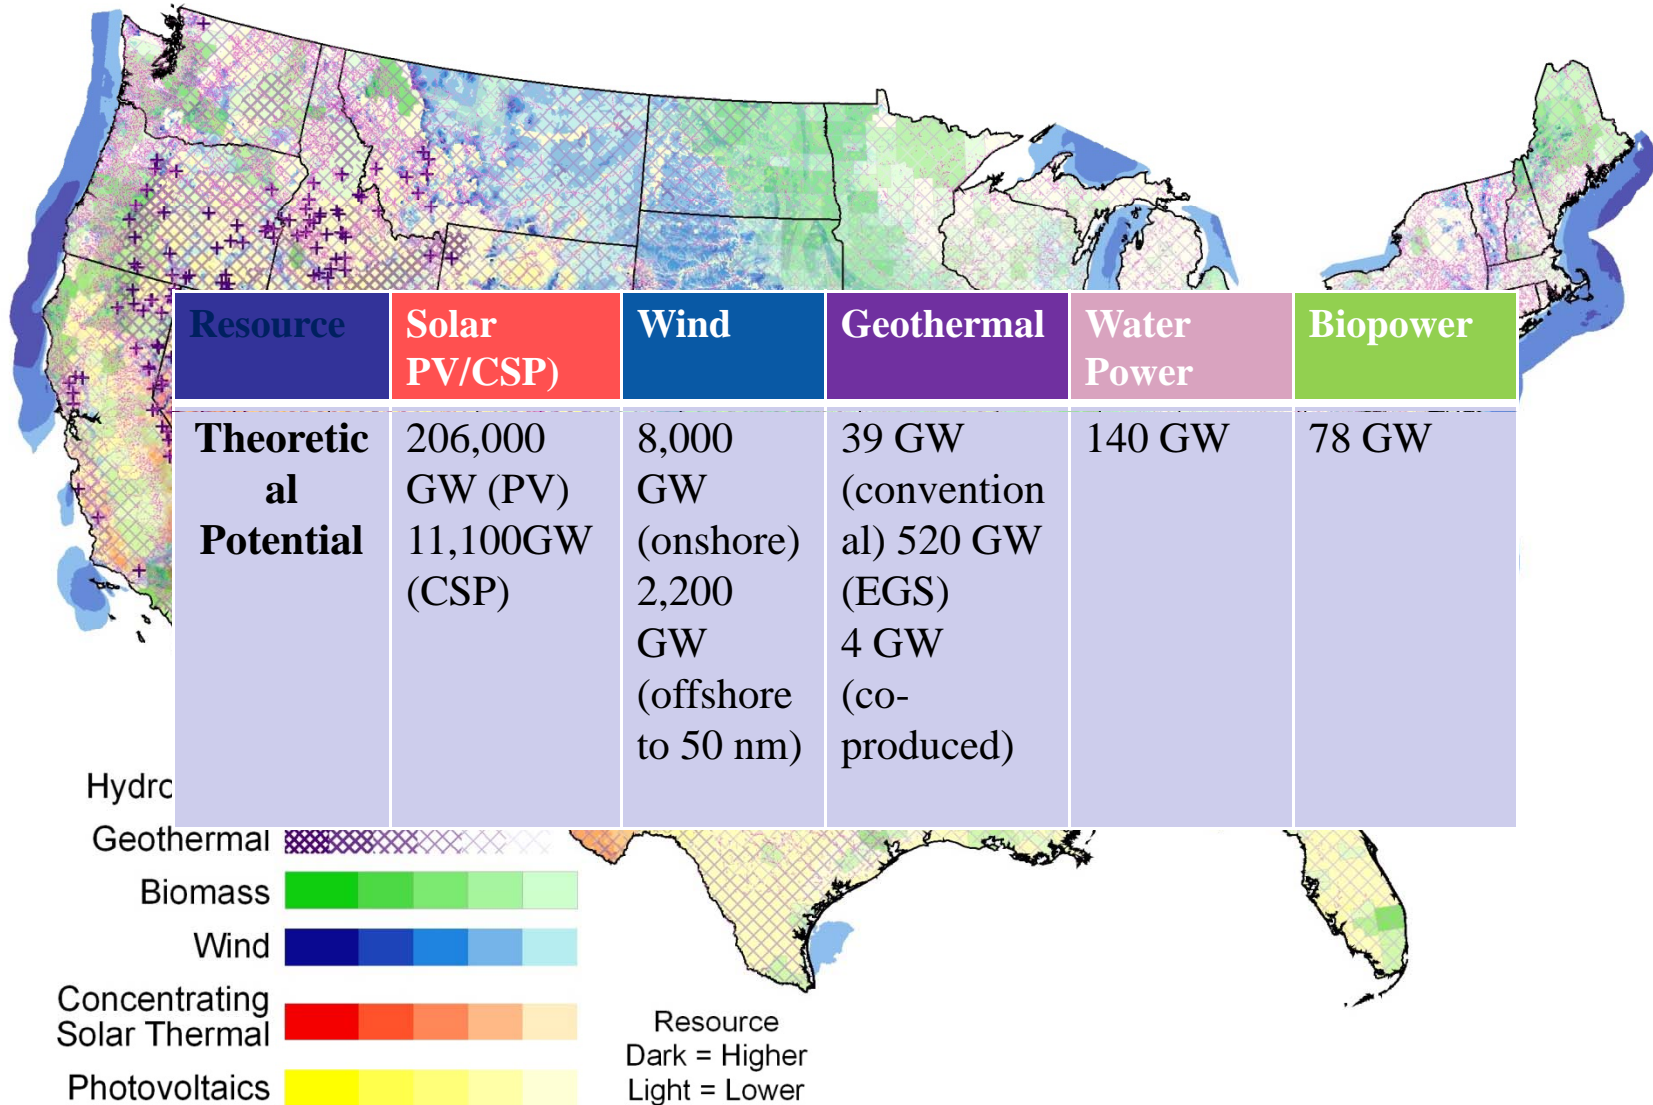 Resource
Solar
PV/CSP)
Wind
Geothermal
Water
Power
Biopower
Theoretic
al
Potential
206,000
GW (PV)
11,100GW
(CSP)
8,000
GW
(onshore)
2,200
GW
(offshore
to 50 nm)
39 GW
(convention
al) 520 GW
(EGS)
4 GW
(co-
produced)
140 GW
78 GW
Geothermal
Biomass
Wind
Concentrating
Solar Thermal
Photovoltaics
Resource
Dark = Higher
Light = Lower